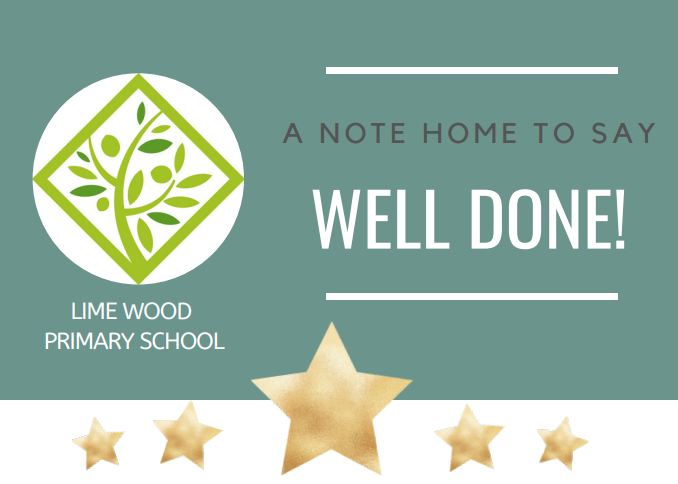 A NOTE HOME TO SAY
WELL DONE!
LIME WOOD
PRIMARY SCHOOL